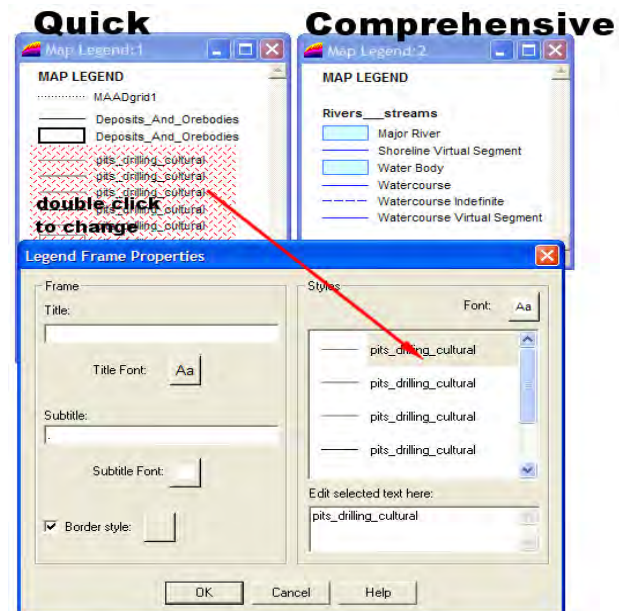 Quick
Comprehensive
Map Legend:1
MAP LEGEND
MAADgrid1
Deposits_And_Orebodies
Deposits_And_Orebodies
pits_drilling_cultural
pits_drilling_cultural
pits_drilling_cultural
pits_drilling_cultural
pits_drilling_cultural
double click
to change
Map Legend:2
MAP LEGEND
Rivers___streams
Major River
Shoreline Virtual Segment
Water Body
Watercourse
Watercourse Indefinite
Watercourse Virtual Segment
Legend Frame Properties
Frame
Title:
Title Font: Aa
Subtitle:
.
Subtitle Font:
Border style:
Styles
Font: Aa
pits_drilling_cultural
pits_drilling_cultural
pits_drilling_cultural
pits_drilling_cultural
Edit selected text here:
pits_drilling_cultural
OK Cancel Help